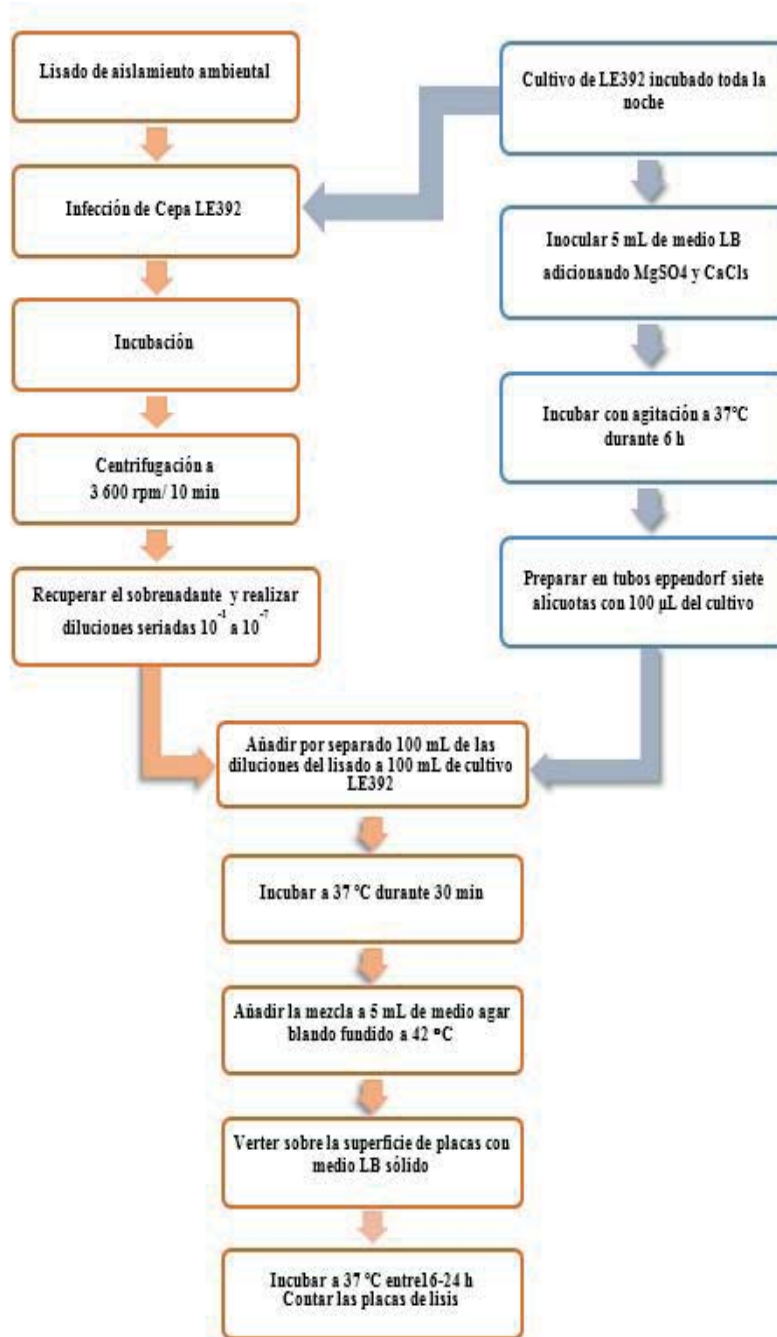 Lisado de aislamiento ambiental
Infección de Cepa LE392
Incubación
Centrifugación a
3 600 rpm/ 10 min
Recuperar el sobrenadante y realizar
diluciones seriadas 10⁻¹ a 10⁻⁷
Cultivo de LE392 incubado toda la
noche
Inocular 5 mL de medio LB
adicionando MgSO4 y CaCls
Incubar con agitación a 37°C
durante 6 h
Preparar en tubos eppendorf siete
alícuotas con 100 µL del cultivo
Añadir por separado 100 mL de las
diluciones del lisado a 100 mL de cultivo
LE392
Incubar a 37 °C durante 30 min
Añadir la mezcla a 5 mL de medio agar
blando fundido a 42 °C
Verter sobre la superficie de placas con
medio LB sólido
Incubar a 37 °C entre16-24 h
Contar las placas de lisis